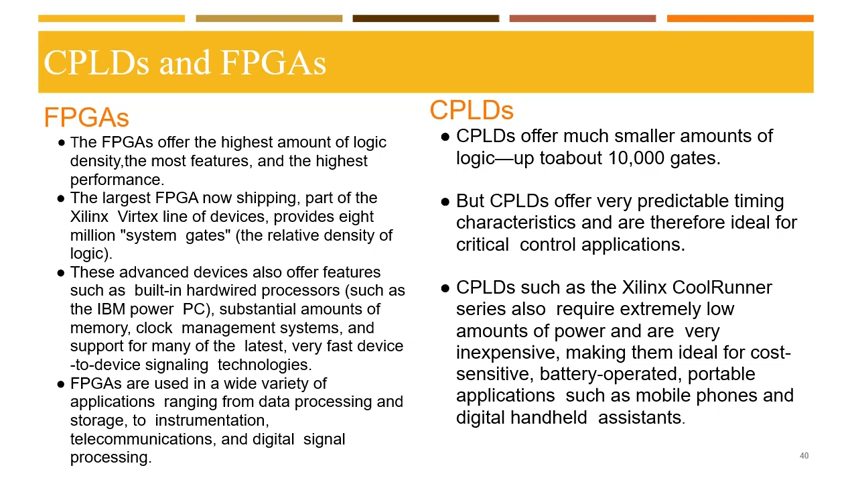 CPLDs and FPGAs
FPGAs
● The FPGAs offer the highest amount of logic
density,the most features, and the highest
performance.
● The largest FPGA now shipping, part of the
Xilinx Virtex line of devices, provides eight
million "system gates" (the relative density of
logic).
● These advanced devices also offer features
such as built-in hardwired processors (such as
the IBM power PC), substantial amounts of
memory, clock management systems, and
support for many of the latest, very fast device
-to-device signaling technologies.
● FPGAs are used in a wide variety of
applications ranging from data processing and
storage, to instrumentation,
telecommunications, and digital signal
processing.
CPLDs
● CPLDs offer much smaller amounts of
logic—up toabout 10,000 gates.
● But CPLDs offer very predictable timing
characteristics and are therefore ideal for
critical control applications.
● CPLDs such as the Xilinx CoolRunner
series also require extremely low
amounts of power and are very
inexpensive, making them ideal for cost-
sensitive, battery-operated, portable
applications such as mobile phones and
digital handheld assistants.
40